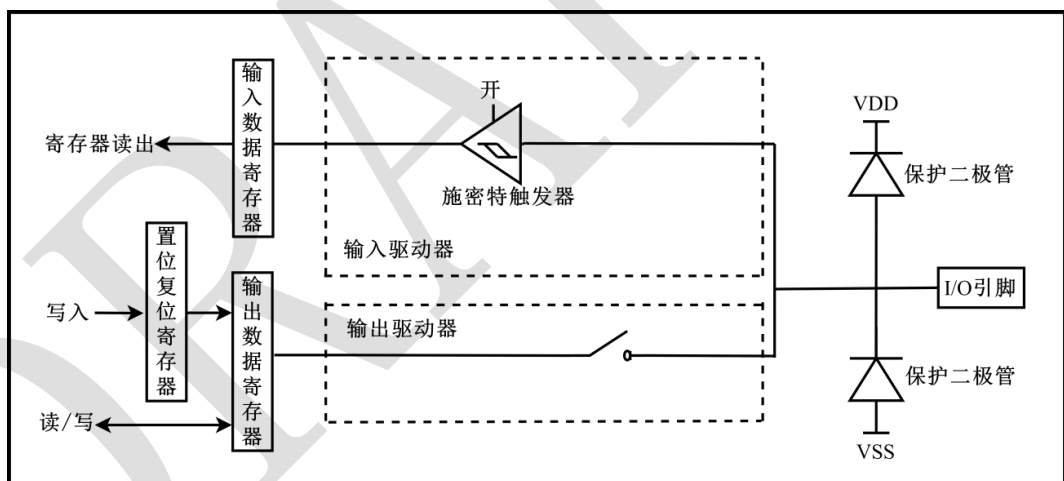 开
VDD
寄存器读出
输入数据寄存器
施密特触发器
保护二极管
输入驱动器
置位复位寄存器
输出数据寄存器
I/O引脚
写入
输出驱动器
保护二极管
读/写
VSS
DRAF